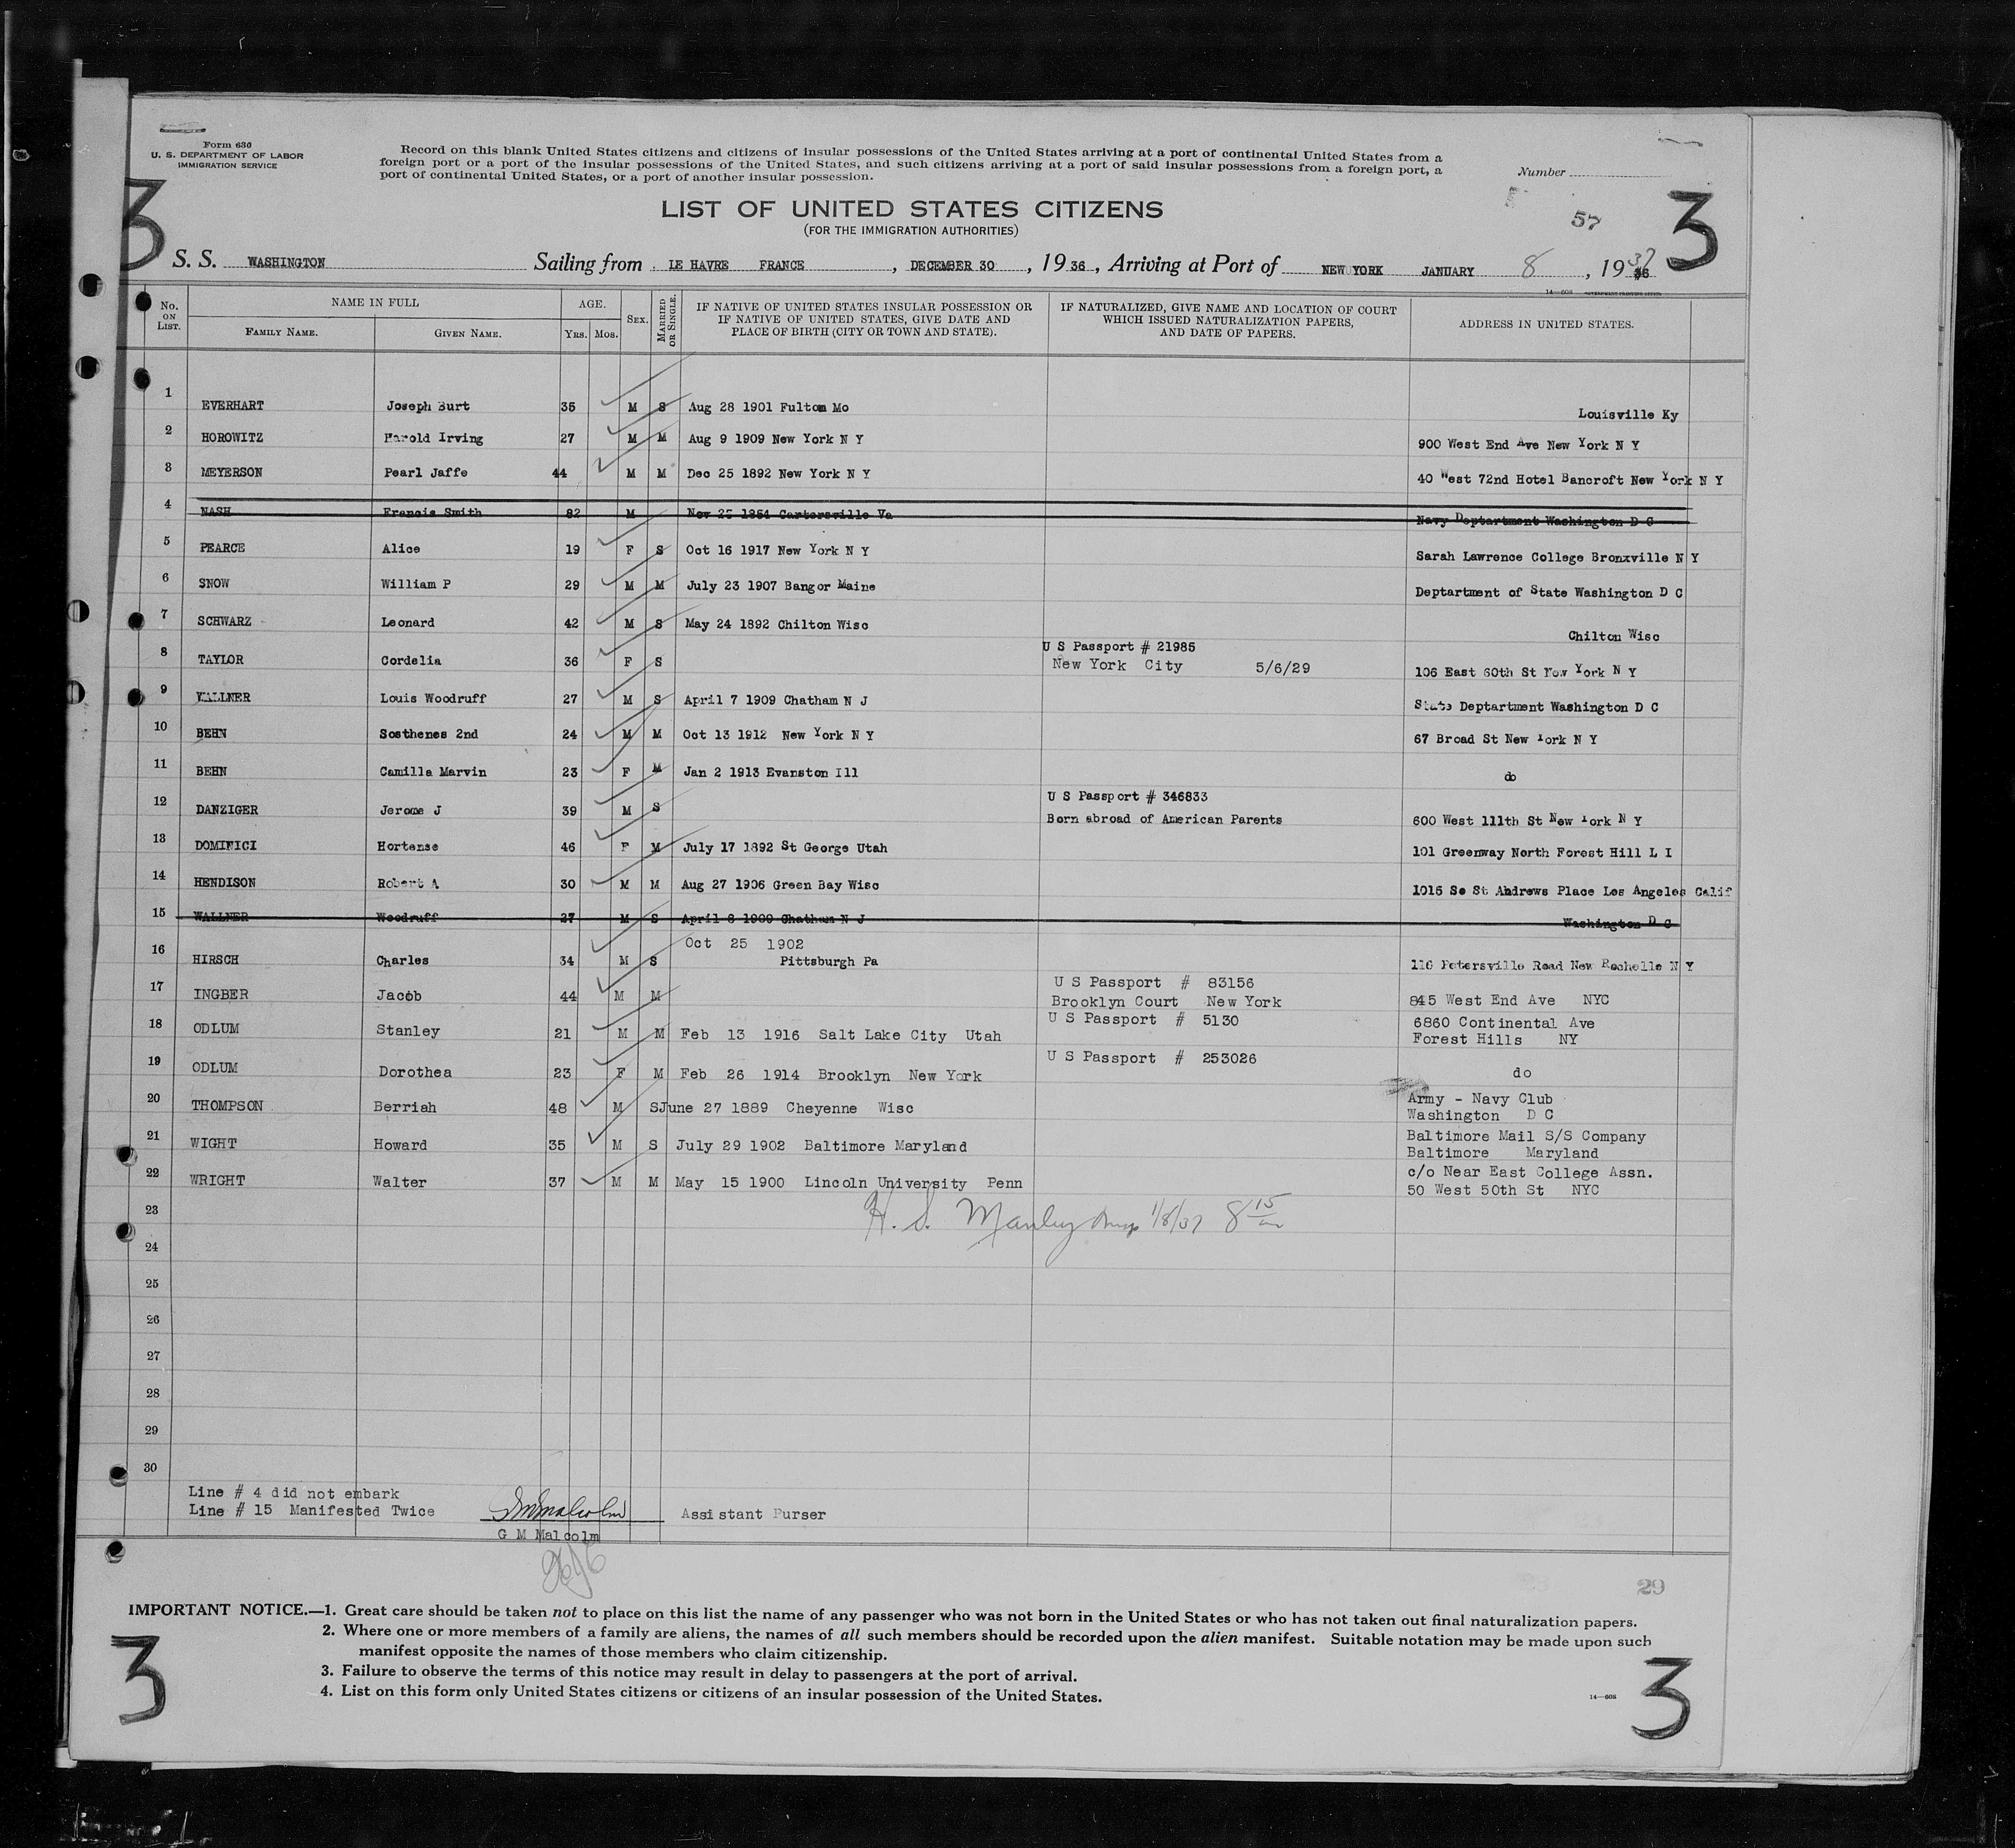 Form 630
U. S. DEPARTMENT OF LABOR
IMMIGRATION SERVICE
Record on this blank United States citizens and citizens of insular possessions of the United States arriving at a port of continental United States from a
foreign port or a port of the insular possessions of the United States, and such citizens arriving at a port of said insular possessions from a foreign port, a
port of continental United States, or a port of another insular possession.
Number
3
57
3
LIST OF UNITED STATES CITIZENS
(FOR THE IMMIGRATION AUTHORITIES)
S. S. WASHINGTON Sailing from LE HAVRE FRANCE, DECEMBER 30, 1936, Arriving at Port of NEW YORK JANUARY 8, 1937
14—608
No. ON LIST. NAME IN FULL AGE. SEX. MARRIED OR SINGLE. IF NATIVE OF UNITED STATES INSULAR POSSESSION OR IF NATIVE OF UNITED STATES, GIVE DATE AND PLACE OF BIRTH (CITY OR TOWN AND STATE). IF NATURALIZED, GIVE NAME AND LOCATION OF COURT WHICH ISSUED NATURALIZATION PAPERS, AND DATE OF PAPERS. ADDRESS IN UNITED STATES.
FAMILY NAME. GIVEN NAME. YRS. MOS.
1 EVERHART Joseph Burt 35 M S Aug 28 1901 Fulton Mo Louisville Ky
2 HOROWITZ Harold Irving 27 M M Aug 9 1909 New York N Y 900 West End Ave New York N Y
3 MEYERSON Pearl Jaffe 44 M M Dec 25 1892 New York N Y 40 West 72nd Hotel Bancroft New York N Y
4 NASH Francis Smith 82 M Nov 25 1854 Cartersville Va Navy Deptartment Washington D C
5 PEARCE Alice 19 F S Oct 16 1917 New York N Y Sarah Lawrence College Bronxville N Y
6 SNOW William P 29 M M July 23 1907 Bangor Maine Deptartment of State Washington D C
7 SCHWARZ Leonard 42 M S May 24 1892 Chilton Wisc Chilton Wisc
U S Passport # 21985
8 TAYLOR Cordelia 36 F S New York City 5/6/29 106 East 60th St New York N Y
9 WALLNER Louis Woodruff 27 M S April 7 1909 Chatham N J State Deptartment Washington D C
10 BEHN Sosthenes 2nd 24 M M Oct 13 1912 New York N Y 67 Broad St New York N Y
11 BEHN Camilla Marvin 23 F M Jan 2 1913 Evanston Ill do
U S Passport # 346833
12 DANZIGER Jerome J 39 M S Born abroad of American Parents 600 West 111th St New York N Y
13 DOMINICI Hortense 46 F M July 17 1892 St George Utah 101 Greenway North Forest Hill L I
14 HENDISON Robert A 30 M M Aug 27 1906 Green Bay Wisc 1015 So St Andrews Place Los Angeles Calif
15 WALLNER Woodruff 27 M S April 8 1909 Chatham N J Washington D C
Oct 25 1902
16 HIRSCH Charles 34 M S Pittsburgh Pa 116 Petersville Road New Rochelle N Y
U S Passport # 83156
17 INGBER Jacob 44 M M Brooklyn Court New York 845 West End Ave NYC
U S Passport # 5130 6860 Continental Ave
18 ODLUM Stanley 21 M M Feb 13 1916 Salt Lake City Utah Forest Hills NY
U S Passport # 253026
19 ODLUM Dorothea 23 F M Feb 26 1914 Brooklyn New York do
Army - Navy Club
20 THOMPSON Berriah 48 M S June 27 1889 Cheyenne Wisc Washington D C
Baltimore Mail S/S Company
21 WIGHT Howard 35 M S July 29 1902 Baltimore Maryland Baltimore Maryland
c/o Near East College Assn.
22 WRIGHT Walter 37 M M May 15 1900 Lincoln University Penn 50 West 50th St NYC
23 H. S. Manley 1/8/37 8 15
24
25
26
27
28
29
30
Line # 4 did not embark
Line # 15 Manifested Twice Assistant Purser
G M Malcolm
29
IMPORTANT NOTICE.—1. Great care should be taken not to place on this list the name of any passenger who was not born in the United States or who has not taken out final naturalization papers.
2. Where one or more members of a family are aliens, the names of all such members should be recorded upon the alien manifest. Suitable notation may be made upon such
manifest opposite the names of those members who claim citizenship.
3. Failure to observe the terms of this notice may result in delay to passengers at the port of arrival.
4. List on this form only United States citizens or citizens of an insular possession of the United States.
14—608
3
3